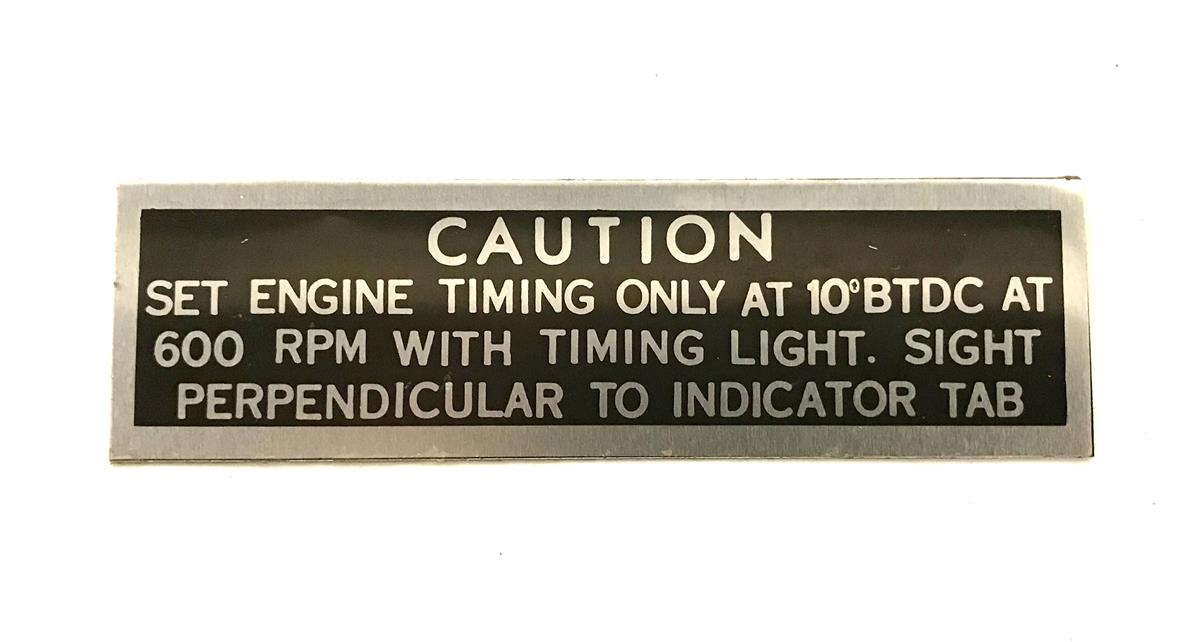 CAUTION
SET ENGINE TIMING ONLY AT 10°BTDC AT
600 RPM WITH TIMING LIGHT. SIGHT
PERPENDICULAR TO INDICATOR TAB